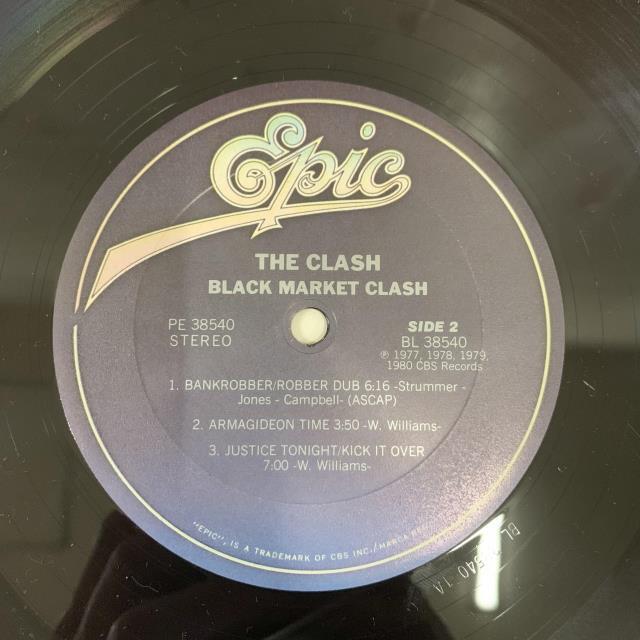 Epic
THE CLASH
BLACK MARKET CLASH
PE 38540
STEREO
SIDE 2
BL 38540
℗ 1977, 1978, 1979,
1980 CBS Records
1. BANKROBBER/ROBBER DUB 6:16 -Strummer -
Jones - Campbell- (ASCAP)
2. ARMAGIDEON TIME 3:50 -W. Williams-
3. JUSTICE TONIGHT/KICK IT OVER
7:00 -W. Williams-
"EPIC", IS A TRADEMARK OF CBS INC./MARCA